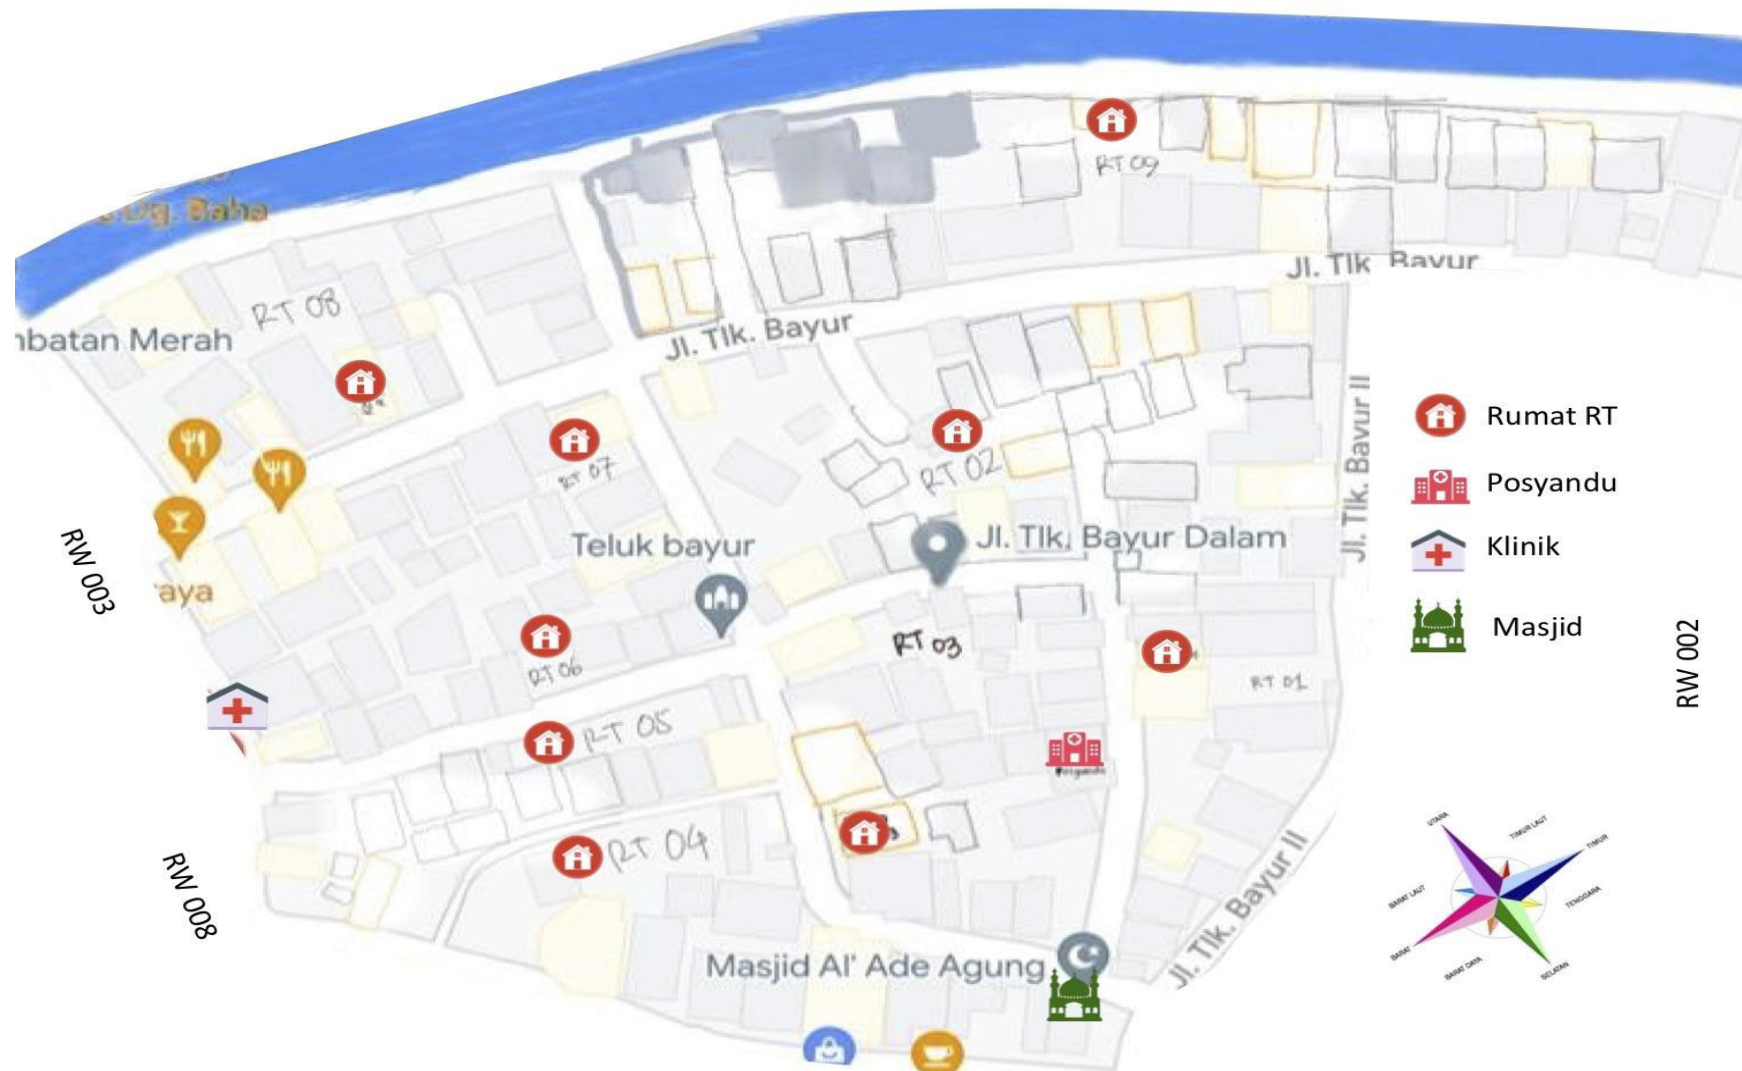 Dg. Baha
RT 09
Jl. Tlk Bayur
RT 08
mbatan Merah
Jl. Tlk. Bayur
Jl. Tlk. Bayur II
Rumat RT
RT 07
RT 02
Posyandu
Teluk bayur
Jl. Tlk. Bayur Dalam
Klinik
RW 003
aya
Masjid
RT 03
RT 06
RT 01
RW 002
RT 05
Posyandu
RT 04
RW 008
UTARA
TIMUR LAUT
TIMUR
BARAT LAUT
TENGGARA
BARAT
BARAT DAYA
SELATAN
Jl. Tlk. Bayur II
Masjid Al' Ade Agung